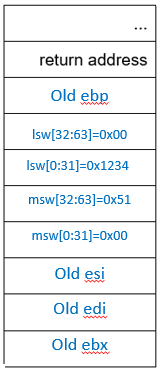 ...
return address
Old ebp
lsw[32:63]=0x00
lsw[0:31]=0x1234
msw[32:63]=0x51
msw[0:31]=0x00
Old esi
Old edi
Old ebx